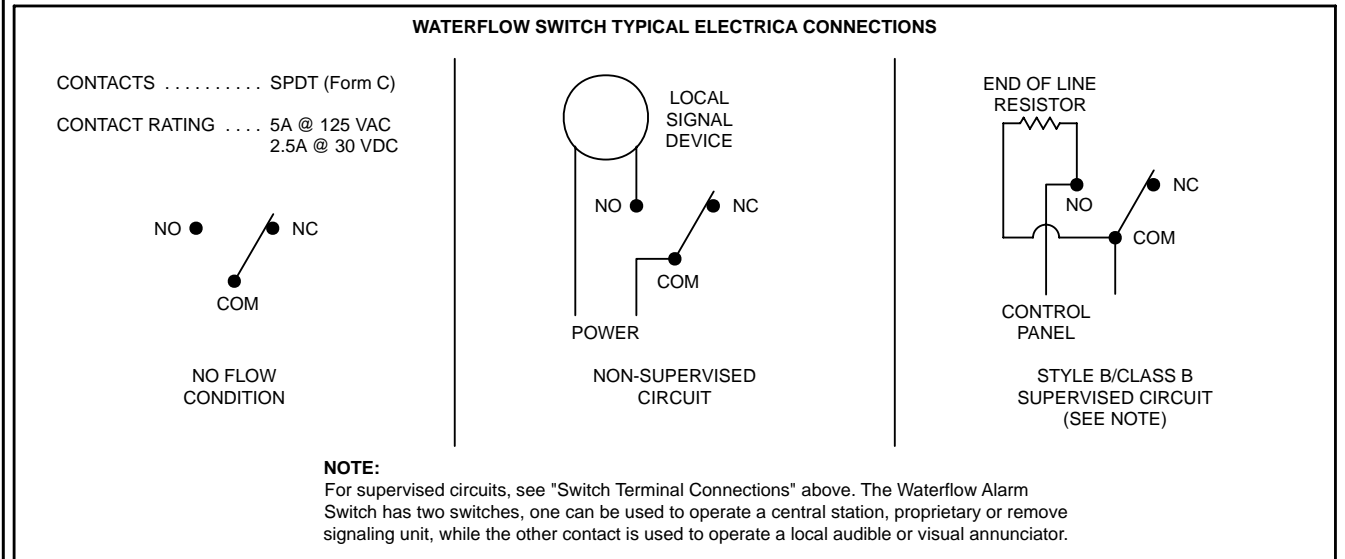 WATERFLOW SWITCH TYPICAL ELECTRICA CONNECTIONS
CONTACTS . . . . . . . . . . SPDT (Form C)
CONTACT RATING . . . . 5A @ 125 VAC
2.5A @ 30 VDC
NO
NC
COM
NO FLOW
CONDITION
LOCAL
SIGNAL
DEVICE
NO
NC
COM
POWER
NON-SUPERVISED
CIRCUIT
END OF LINE
RESISTOR
NC
NO
COM
CONTROL
PANEL
STYLE B/CLASS B
SUPERVISED CIRCUIT
(SEE NOTE)
NOTE:
For supervised circuits, see "Switch Terminal Connections" above. The Waterflow Alarm
Switch has two switches, one can be used to operate a central station, proprietary or remove
signaling unit, while the other contact is used to operate a local audible or visual annunciator.